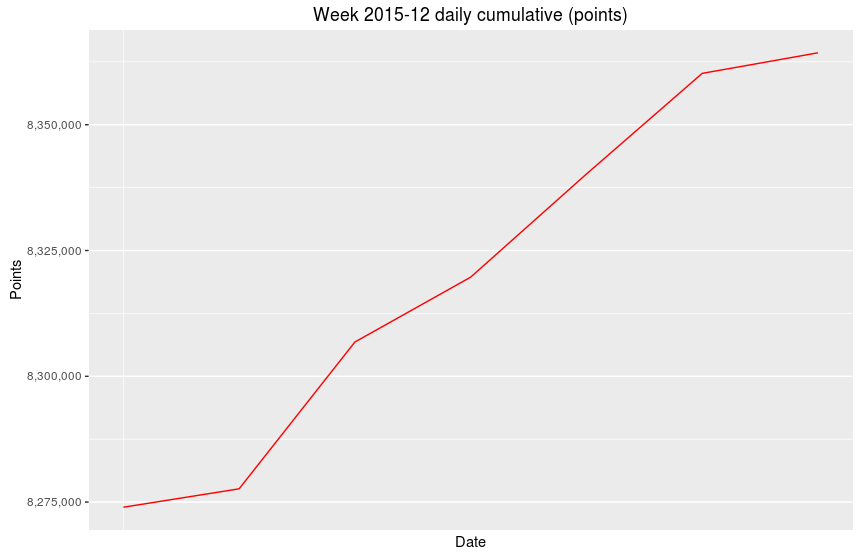 Week 2015-12 daily cumulative (points)
8,350,000
8,325,000
8,300,000
8,275,000
Points
Date